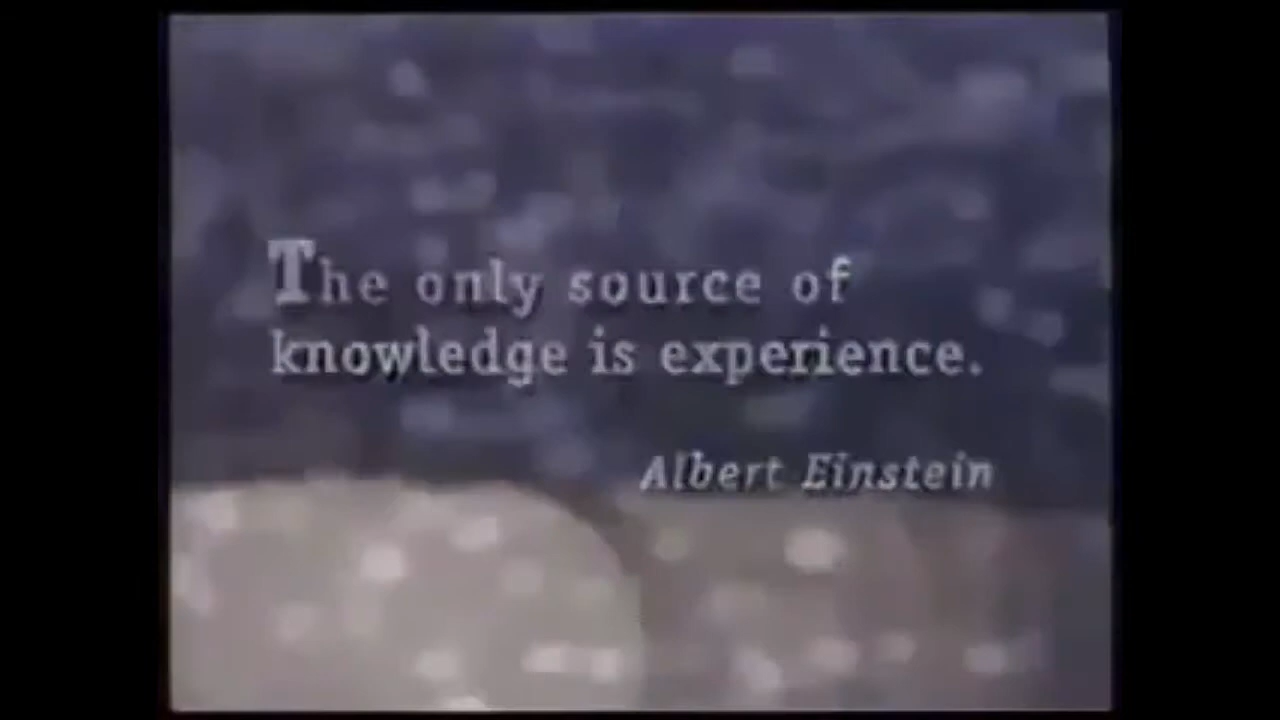 The only source of
knowledge is experience.
Albert Einstein